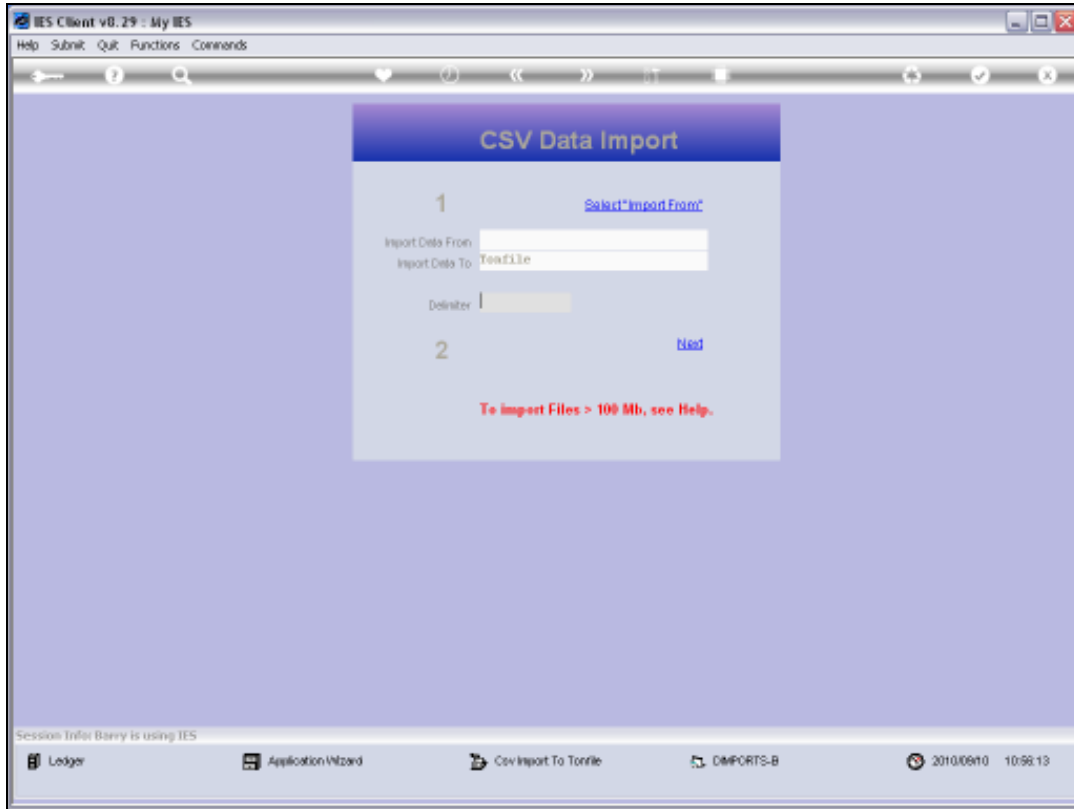 IES Client v8.29 : My IES
Help Submit Quit Functions Commands
CSV Data Import
1
Select "Import From"
Import Data From
Import Data To Tonfile
Delimiter
2
Next
To import Files > 100 Mb, see Help.
Session Info: Barry is using IES
Ledger Application Wizard Csv Import To Tonfile DIMPORTS-B 2010/09/10 10:56:13